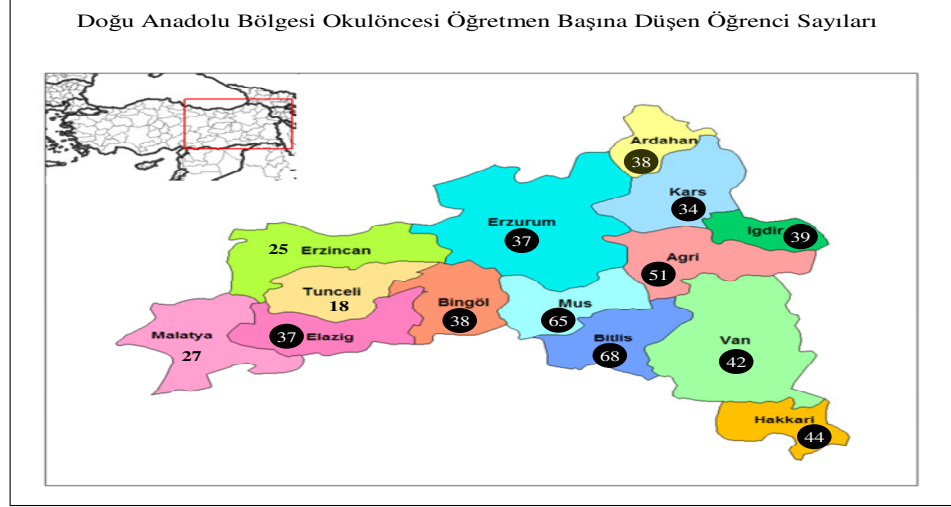 Doğu Anadolu Bölgesi Okulöncesi Öğretmen Başına Düşen Öğrenci Sayıları
Ardahan
38
Kars
34
Igdir 39
Erzurum
37
Agri
51
25 Erzincan
Tunceli
18
Bingöl
38
Mus
65
Malatya
27
37 Elazig
Bitlis
68
Van
42
Hakkari
44